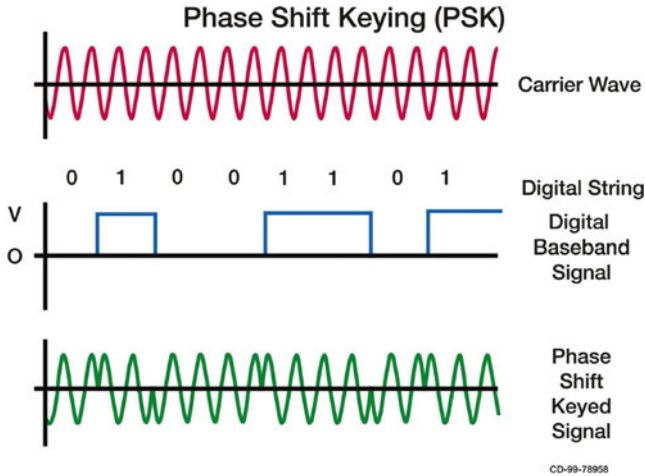 Phase Shift Keying (PSK)
Carrier Wave
0 1 0 0 1 1 0 1
Digital String
V
O
Digital
Baseband
Signal
Phase
Shift
Keyed
Signal
CD-99-78958